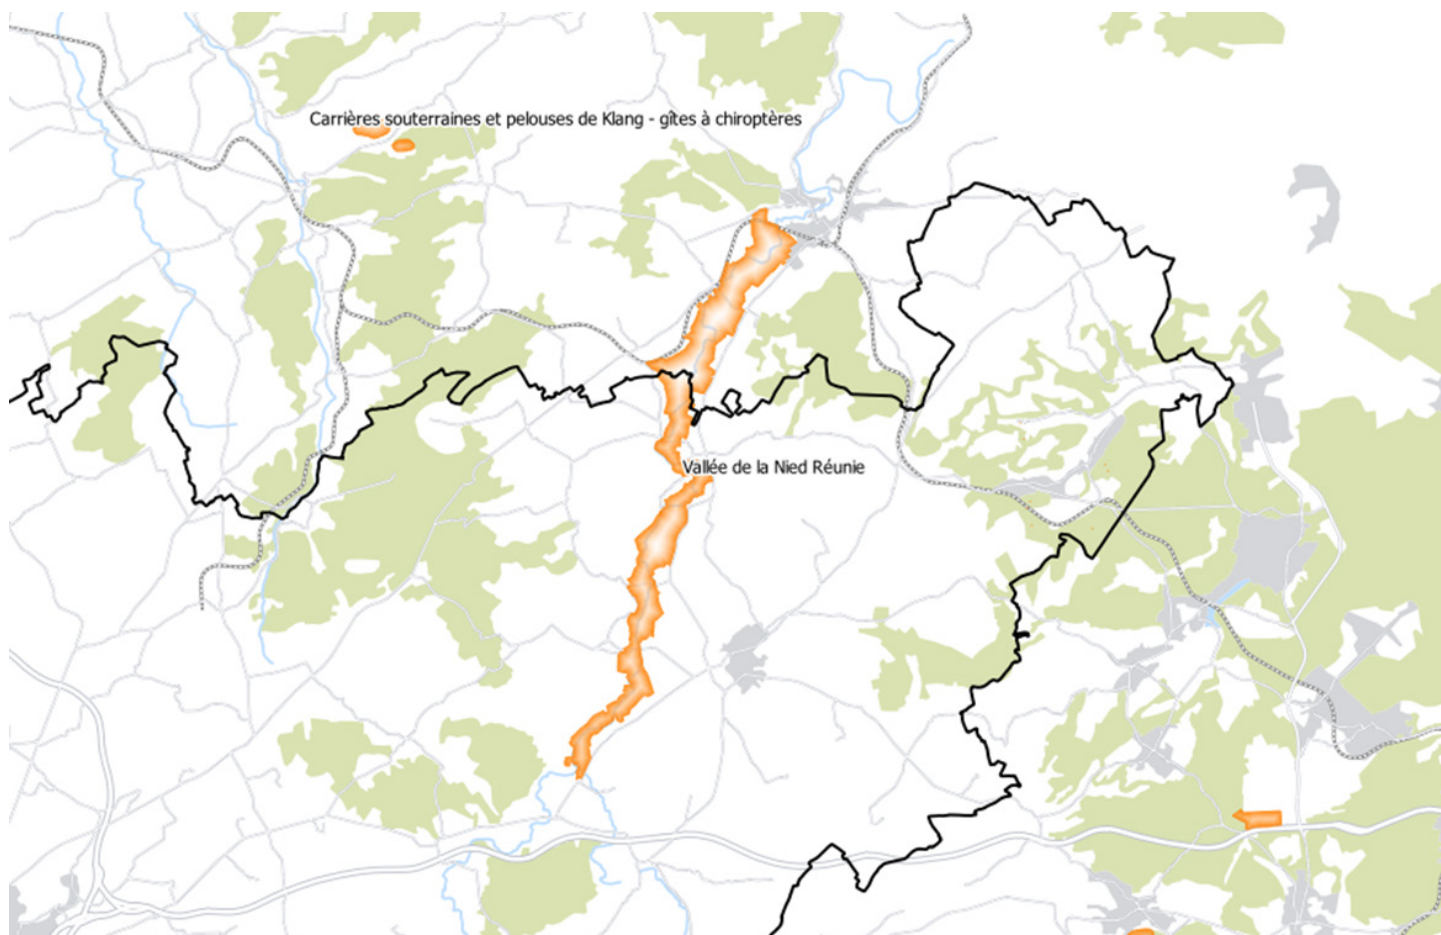 Carrières souterraines et pelouses de Klang - gîtes à chiroptères
Vallée de la Nied Réunie